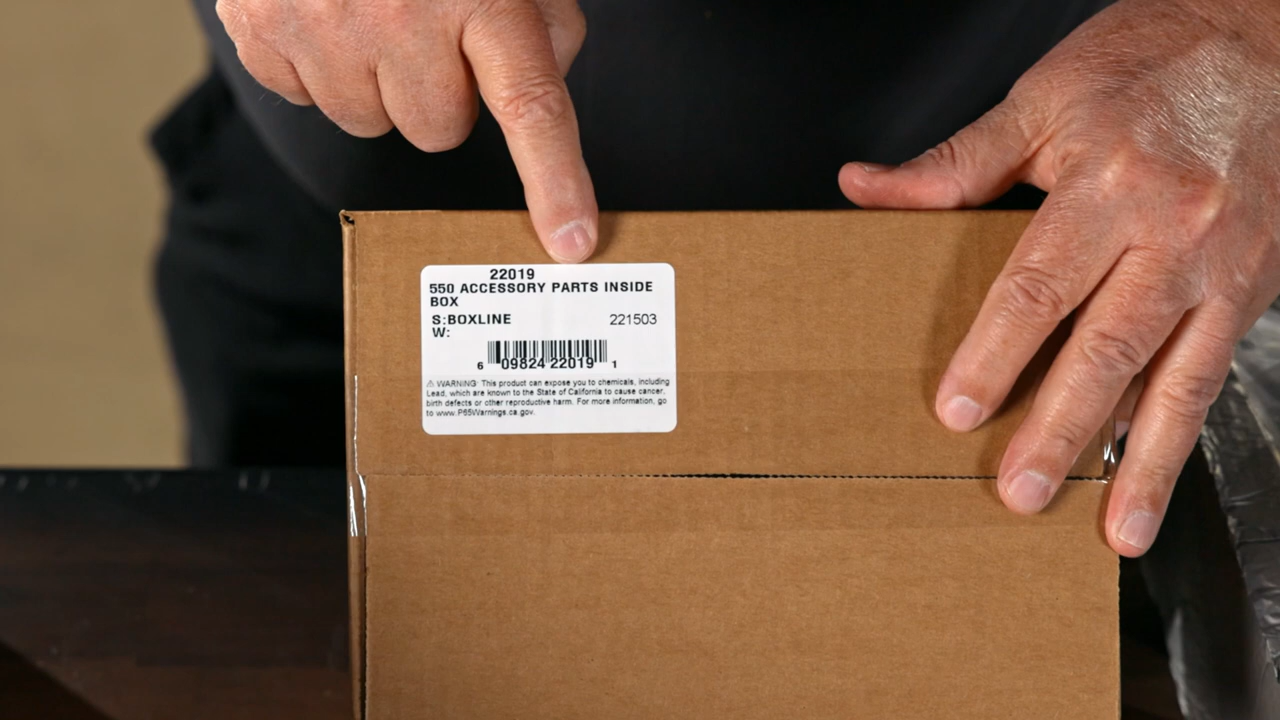 22019
550 ACCESSORY PARTS INSIDE
BOX
S:BOXLINE 221503
W:
6 09824 22019 1
⚠ WARNING: This product can expose you to chemicals, including
Lead, which are known to the State of California to cause cancer,
birth defects or other reproductive harm. For more information, go
to www.P65Warnings.ca.gov.